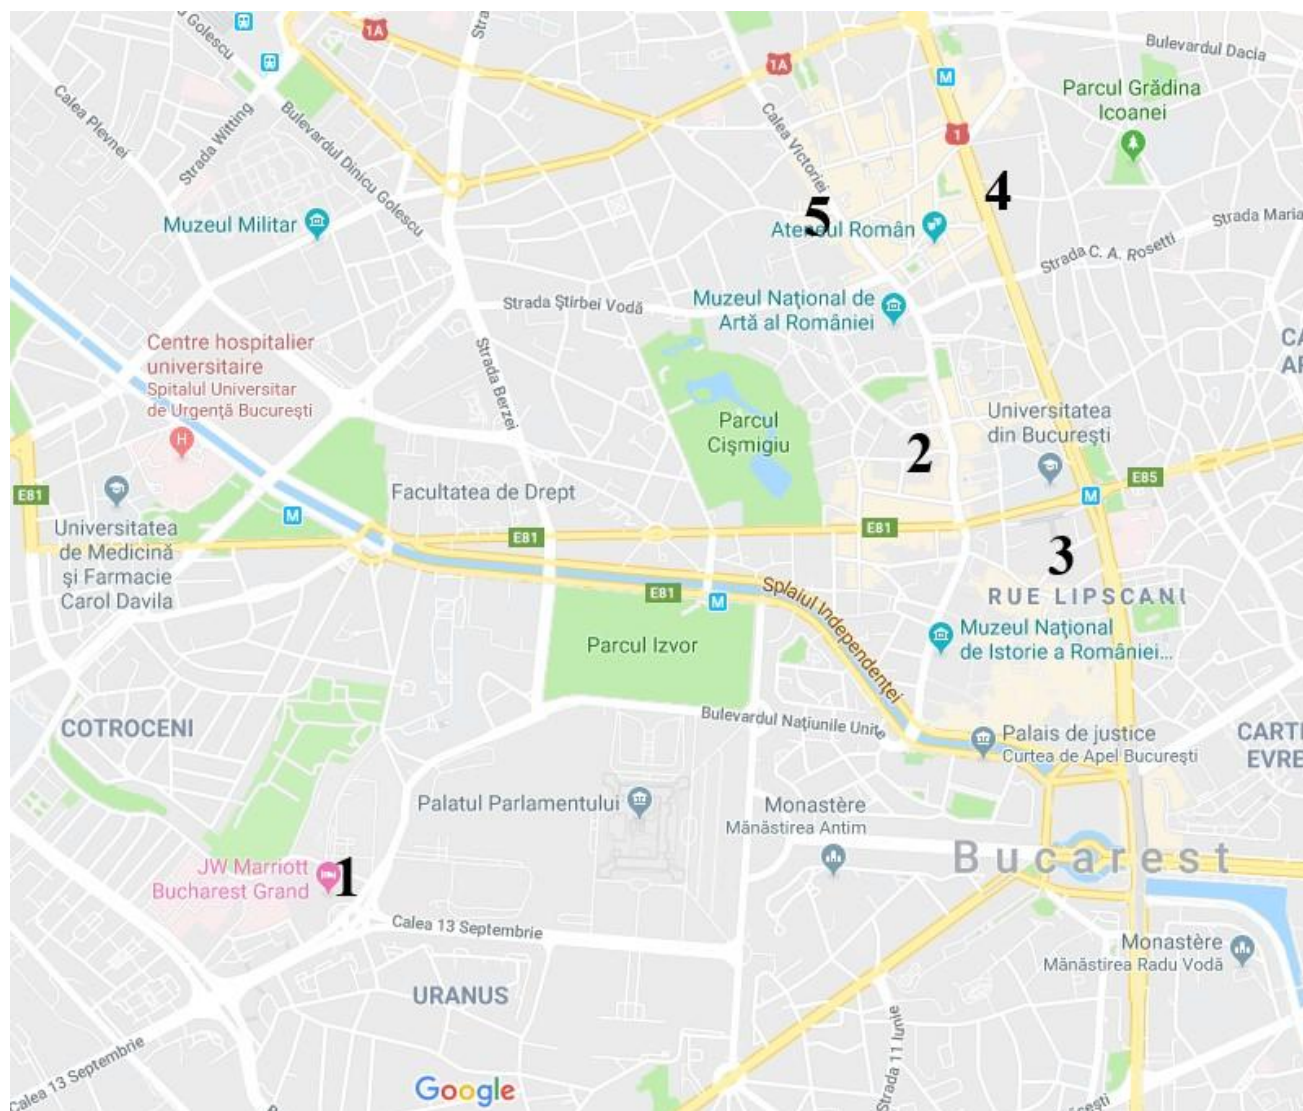 Golescu
1A
Stra
1A
M
Bulevardul Dacia
Parcul Grădina
Icoanei
Calea Plevnei
Strada Witting
Bulevardul Dinicu Golescu
Calea Victoriei
1
4
5
Muzeul Militar
Ateneul Român
Strada Maria
Strada C. A. Rosetti
Strada Știrbei Vodă
Muzeul Național de
Artă al României
Centre hospitalier
universitaire
Spitalul Universitar
de Urgență București
H
Strada Berzei
Parcul
Cișmigiu
2
Universitatea
din București
CA
AF
E81
M
Facultatea de Drept
E85
M
Universitatea
de Medicină
și Farmacie
Carol Davila
E81
E81
3
E81
M
Splaiul Independenței
RUE LIPSCANI
Parcul Izvor
Muzeul Național
de Istorie a României...
COTROCENI
Bulevardul Națiunile Unite
Palais de justice
Curtea de Apel București
CARTI
EVRE
Palatul Parlamentului
Monastère
Mănăstirea Antim
Bucarest
JW Marriott
Bucharest Grand
1
Calea 13 Septembrie
Monastère
Mănăstirea Radu Vodă
URANUS
Strada 11 Iunie
Calea 13 Septembrie
Google